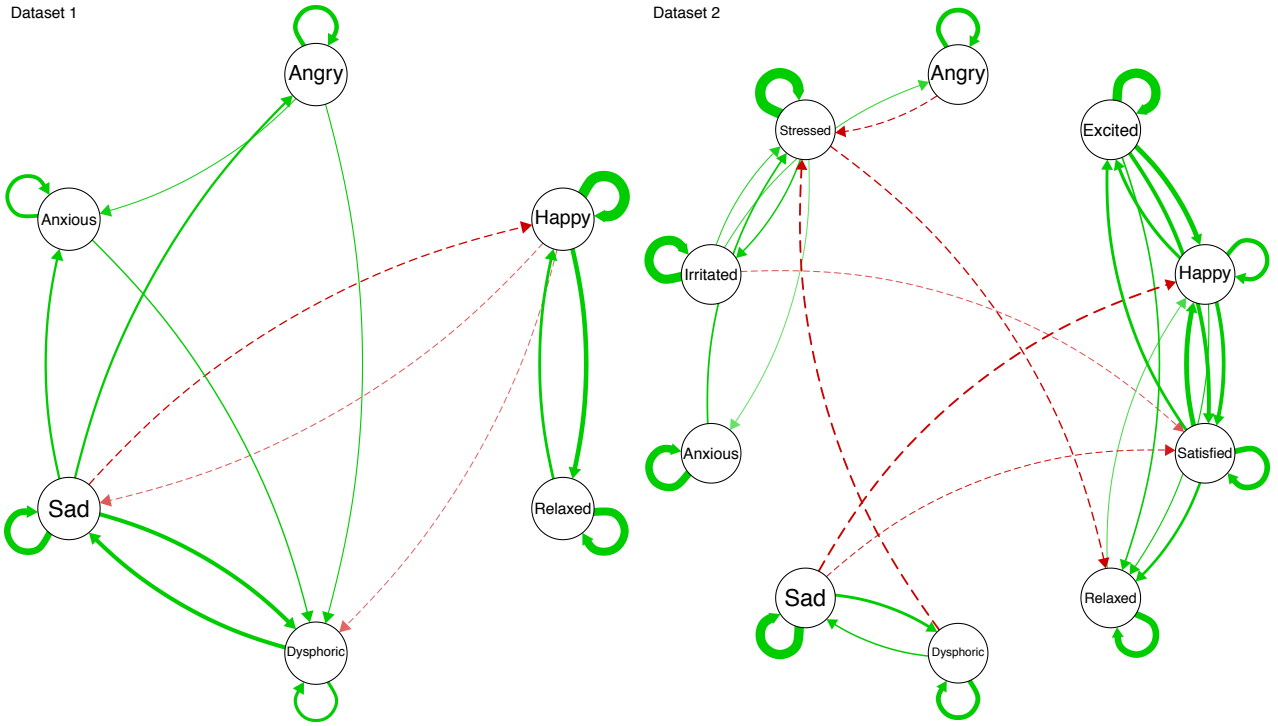 Dataset 1
Angry
Anxious
Happy
Sad
Relaxed
Dysphoric
Dataset 2
Angry
Stressed
Excited
Irritated
Happy
Anxious
Satisfied
Sad
Relaxed
Dysphoric